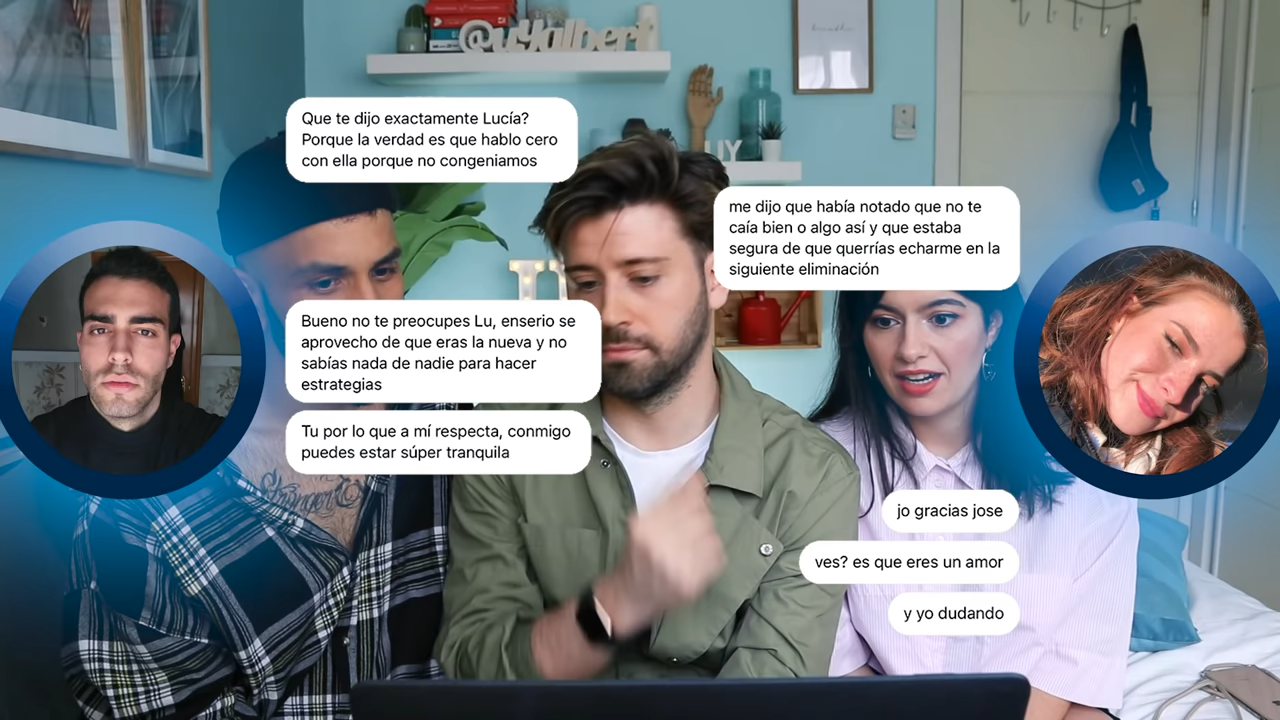 @uyalbert
Que te dijo exactamente Lucía?
Porque la verdad es que hablo cero
con ella porque no congeniamos
UY
me dijo que había notado que no te
caía bien o algo así y que estaba
segura de que querrías echarme en la
siguiente eliminación
Bueno no te preocupes Lu, enserio se
aprovecho de que eras la nueva y no
sabías nada de nadie para hacer
estrategias
Tu por lo que a mí respecta, conmigo
puedes estar súper tranquila
jo gracias jose
ves? es que eres un amor
y yo dudando